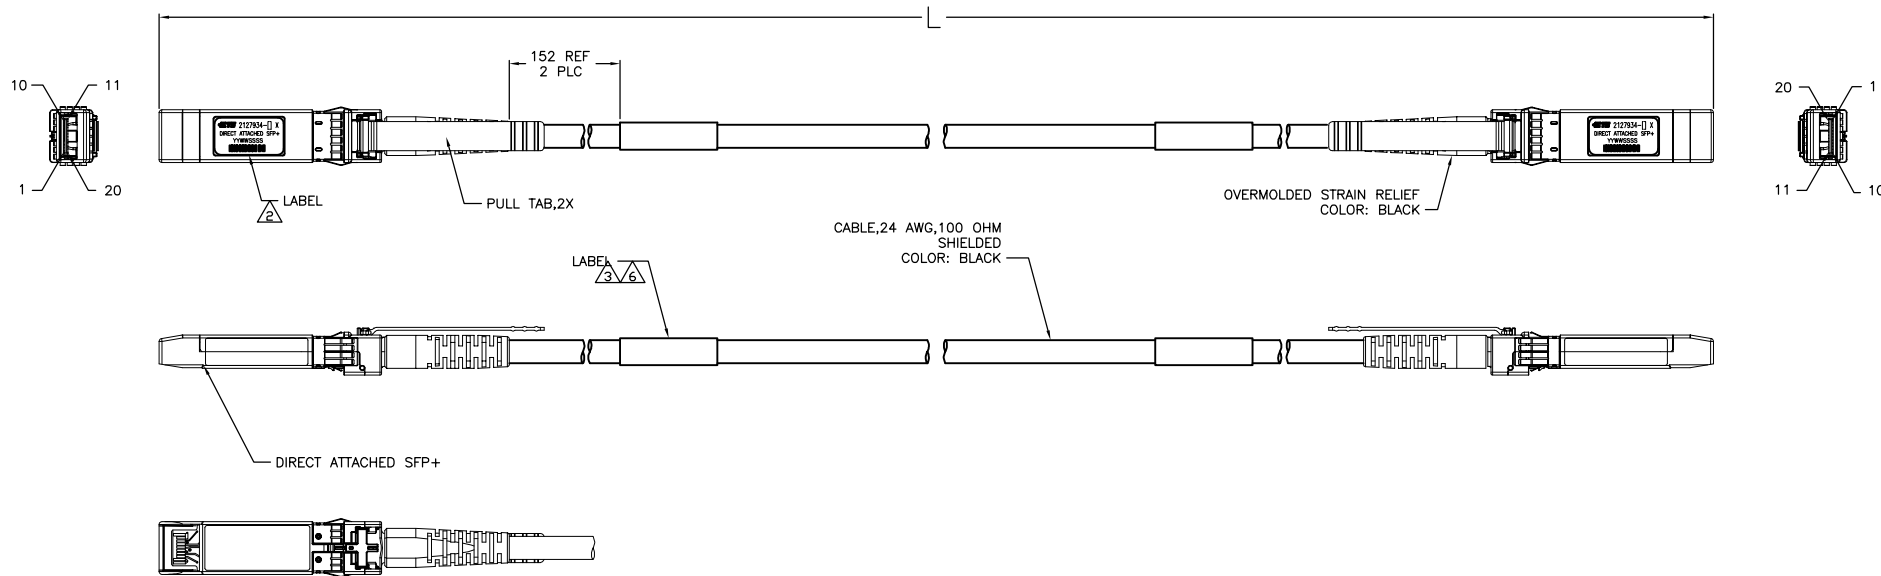 L
152 REF
2 PLC
10
11
1
20
2127934-▯ X
DIRECT ATTACHED SFP+
YYWWSSSS
LABEL
2
PULL TAB,2X
20
1
11
10
2127934-▯ X
DIRECT ATTACHED SFP+
YYWWSSSS
OVERMOLDED STRAIN RELIEF
COLOR: BLACK
CABLE,24 AWG,100 OHM
SHIELDED
COLOR: BLACK
LABEL
3 6
DIRECT ATTACHED SFP+